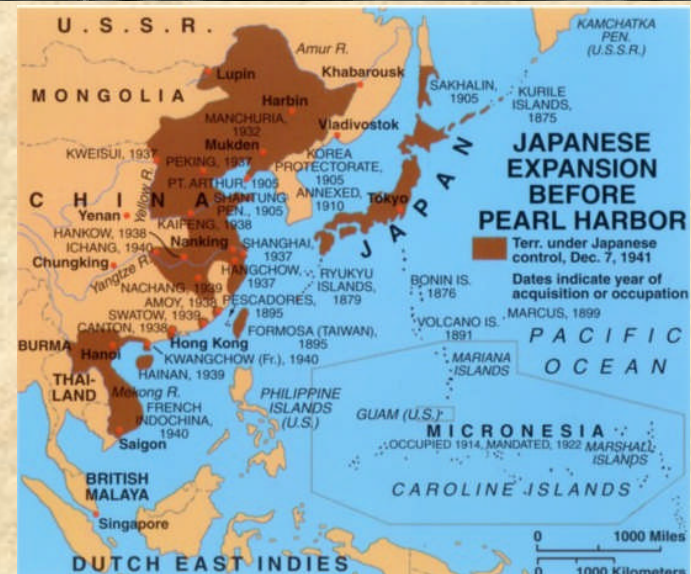 U.S.S.R.
Amur R.
KAMCHATKA
PEN.
(U.S.S.R.)
Lupin
Khabarousk
MONGOLIA
Harbin
MANCHURIA,
1932
SAKHALIN,
1905
KURILE
ISLANDS,
1875
Vladivostok
Mukden
KWEISUI, 1937
PEKING, 1937
KOREA
PROTECTORATE,
1905
ANNEXED,
1910
PT. ARTHUR, 1905
JAPANESE
EXPANSION
BEFORE
PEARL HARBOR
Terr. under Japanese
control, Dec. 7, 1941
Dates indicate year of
acquisition or occupation
CHINA
Yellow R.
SHANTUNG
PEN., 1905
Tokyo
JAPAN
Yenan
KAIFENG, 1938
HANKOW, 1938
ICHANG, 1940
Nanking
SHANGHAI,
1937
Chungking
Yangtze R.
HANGCHOW,
1937
RYUKYU
ISLANDS,
1879
BONIN IS.
1876
NACHANG, 1939
AMOY, 1938
PESCADORES,
1895
SWATOW, 1939
MARCUS, 1899
VOLCANO IS.
1891
CANTON, 1938
FORMOSA (TAIWAN),
1895
PACIFIC
OCEAN
BURMA
Hanoi
Hong Kong
KWANGCHOW (Fr.), 1940
HAINAN, 1939
MARIANA
ISLANDS
THAI-
LAND
Mekong R.
FRENCH
INDOCHINA,
1940
PHILIPPINE
ISLANDS
(U.S.)
GUAM (U.S.)
MICRONESIA
OCCUPIED 1914, MANDATED, 1922
MARSHALL
ISLANDS
Saigon
CAROLINE ISLANDS
BRITISH
MALAYA
Singapore
DUTCH EAST INDIES
0 1000 Miles
0 1000 Kilometers